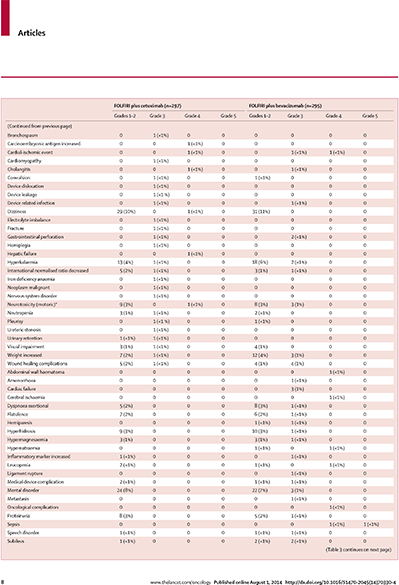 Articles
FOLFIRI plus cetuximab (n=297) FOLFIRI plus bevacizumab (n=295)
Grades 1–2 Grade 3 Grade 4 Grade 5 Grades 1–2 Grade 3 Grade 4 Grade 5
(Continued from previous page)
Bronchospasm 0 1 (<1%) 0 0 0 0 0 0
Carcinoembryonic antigen increased 0 0 1 (<1%) 0 0 0 0 0
Cardial-ischemic event 0 0 1 (<1%) 0 0 1 (<1%) 1 (<1%) 0
Cardiomyopathy 0 1 (<1%) 0 0 0 0 0 0
Cholangitis 0 0 1 (<1%) 0 0 1 (<1%) 0 0
Convulsion 0 1 (<1%) 0 0 1 (<1%) 0 0 0
Device dislocation 0 1 (<1%) 0 0 0 0 0 0
Device leakage 0 1 (<1%) 0 0 0 0 0 0
Device related infection 0 1 (<1%) 0 0 0 1 (<1%) 0 0
Dizziness 29 (10%) 0 1 (<1%) 0 31 (11%) 0 0 0
Electrolyte imbalance 0 1 (<1%) 0 0 0 0 0 0
Fracture 0 1 (<1%) 0 0 0 0 0 0
Gastrointestinal perforation 0 1 (<1%) 0 0 0 2 (<1%) 0 0
Hemiplegia 0 1 (<1%) 0 0 0 0 0 0
Hepatic failure 0 0 1 (<1%) 0 0 0 0 0
Hyperkalaemia 13 (4%) 1 (<1%) 0 0 18 (6%) 2 (<1%) 0 0
International normalised ratio decreased 5 (2%) 1 (<1%) 0 0 3 (1%) 1 (<1%) 0 0
Iron deficiency anaemia 0 1 (<1%) 0 0 0 0 0 0
Neoplasm malignant 0 1 (<1%) 0 0 0 0 0 0
Nervous system disorder 0 1 (<1%) 0 0 0 0 0 0
Neurotoxicity (motoric)* 9 (3%) 0 1 (<1%) 0 8 (3%) 3 (1%) 0 0
Neutropenia 3 (1%) 1 (<1%) 0 0 2 (<1%) 0 0 0
Pleurisy 0 1 (<1%) 0 0 1 (<1%) 0 0 0
Ureteric stenosis 0 1 (<1%) 0 0 0 0 0 0
Urinary retention 1 (<1%) 1 (<1%) 0 0 0 0 0 0
Visual impairment 3 (1%) 1 (<1%) 0 0 4 (1%) 0 0 0
Weight increased 7 (2%) 1 (<1%) 0 0 12 (4%) 3 (1%) 0 0
Wound healing complications 5 (2%) 1 (<1%) 0 0 4 (1%) 4 (1%) 0 0
Abdominal wall haematoma 0 0 0 0 0 0 1 (<1%) 0
Amenorrhoea 0 0 0 0 0 1 (<1%) 0 0
Cardiac failure 0 0 0 0 0 3 (1%) 0 0
Cerebral ischaemia 0 0 0 0 0 0 1 (<1%) 0
Dyspnoea exertional 5 (2%) 0 0 0 8 (3%) 1 (<1%) 0 0
Flatulence 7 (2%) 0 0 0 6 (2%) 1 (<1%) 0 0
Hemiparesis 0 0 0 0 1 (<1%) 1 (<1%) 0 0
Hyperhidrosis 9 (3%) 0 0 0 10 (3%) 1 (<1%) 0 0
Hypermagnesaemia 3 (1%) 0 0 0 3 (1%) 1 (<1%) 0 0
Hypernatraemia 0 0 0 0 1 (<1%) 0 1 (<1%) 0
Inflammatory marker increased 1 (<1%) 0 0 0 0 1 (<1%) 0 0
Leucopenia 2 (<1%) 0 0 0 1 (<1%) 0 1 (<1%) 0
Ligament rupture 0 0 0 0 0 1 (<1%) 0 0
Medical device complication 2 (<1%) 0 0 0 1 (<1%) 1 (<1%) 0 0
Mental disorder 24 (8%) 0 0 0 22 (7%) 3 (1%) 0 0
Metastasis 0 0 0 0 0 1 (<1%) 0 0
Oncological complication 0 0 0 0 0 0 1 (<1%) 0
Proteinuria 8 (3%) 0 0 0 5 (2%) 1 (<1%) 0 0
Sepsis 0 0 0 0 0 0 1 (<1%) 1 (<1%)
Speech disorder 1 (<1%) 0 0 0 1 (<1%) 1 (<1%) 0 0
Subileus 1 (<1%) 0 0 0 2 (<1%) 2 (<1%) 0 0
(Table 3 continues on next page)
8 www.thelancet.com/oncology Published online August 1, 2014 http://dx.doi.org/10.1016/S1470-2045(14)70330-4